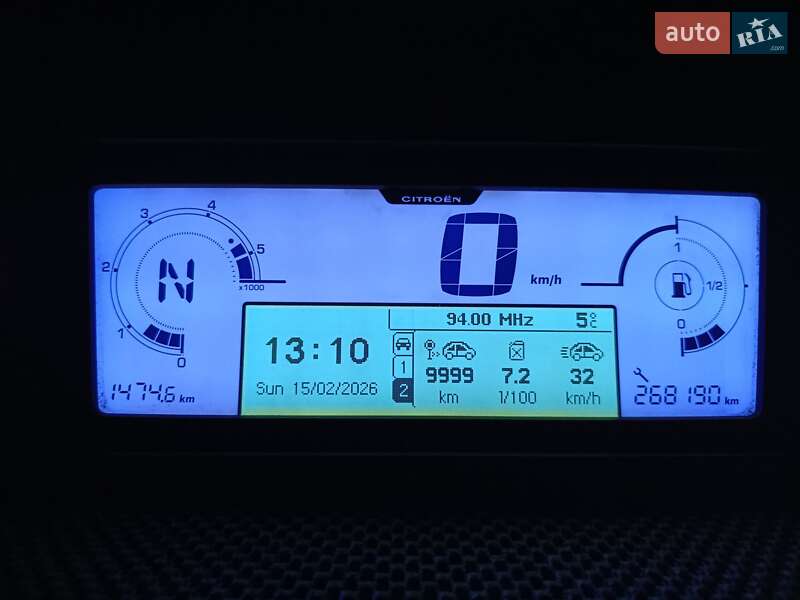 auto RIA .com
CITROËN
3 4
2 5
N x1000
1 0
0 km/h
1
1/2
0
94.00 MHz 5°C
13:10
Sun 15/02/2026
1
2
9999 7.2 32
km l/100 km/h
1474.6 km
268190 km